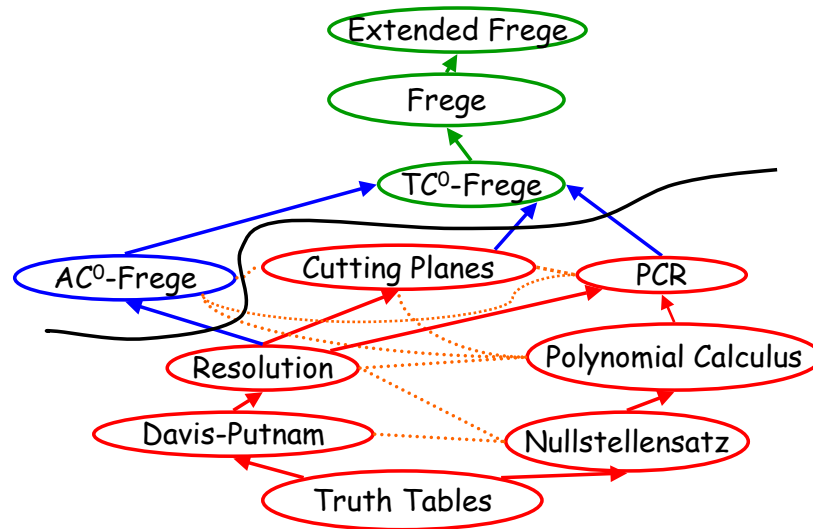 Extended Frege
Frege
TC⁰-Frege
AC⁰-Frege
Cutting Planes
PCR
Resolution
Polynomial Calculus
Davis-Putnam
Nullstellensatz
Truth Tables